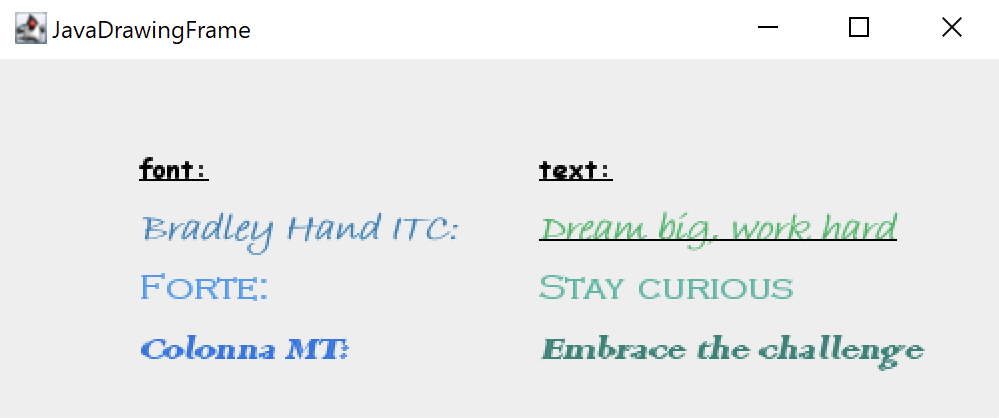 JavaDrawingFrame
font: text:
Bradley Hand ITC: Dream big, work hard
Forte: Stay curious
Colonna MT: Embrace the challenge